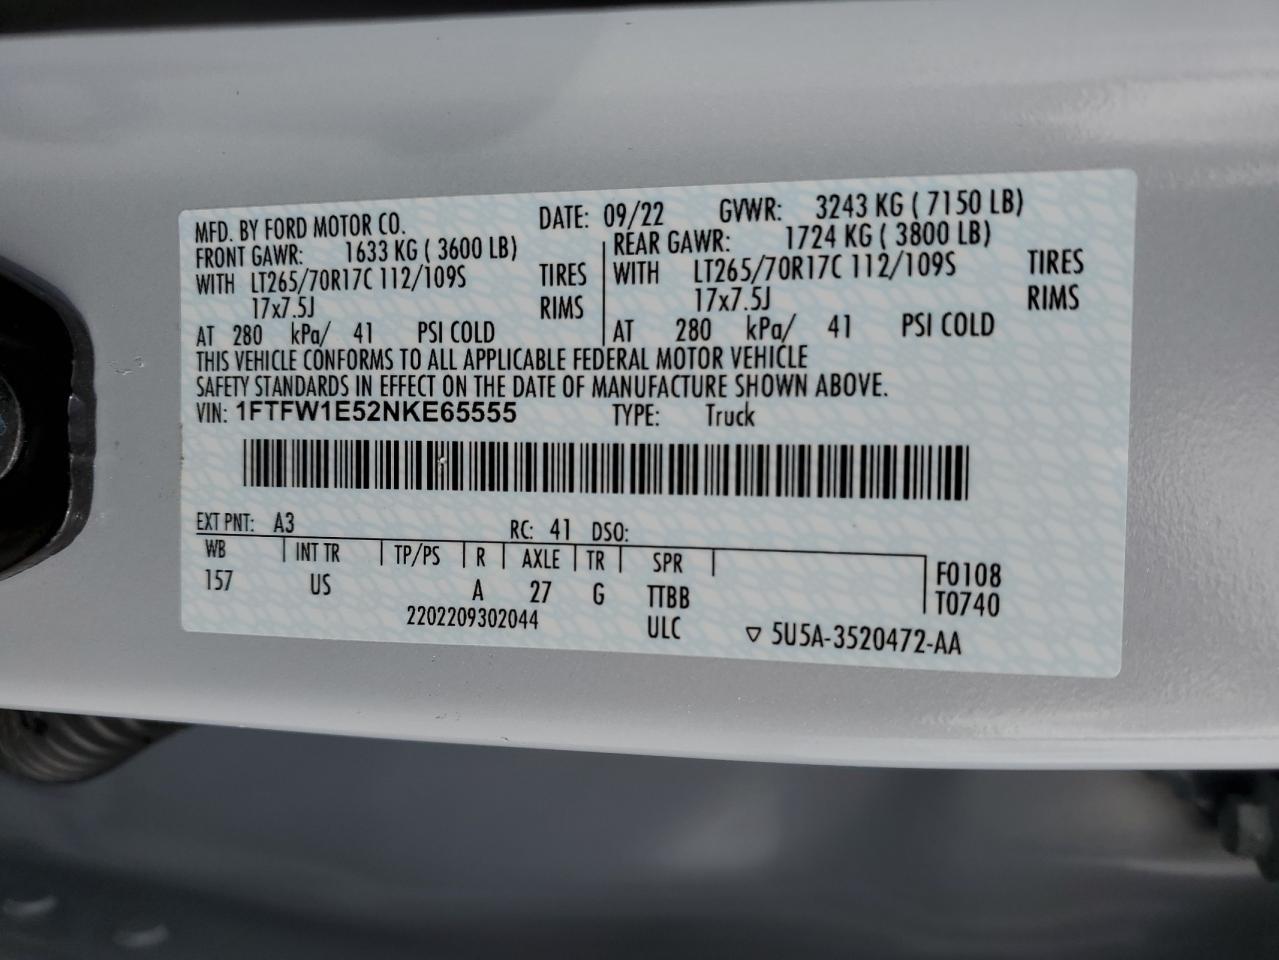 MFD. BY FORD MOTOR CO. DATE: 09/22 GVWR: 3243 KG ( 7150 LB)
FRONT GAWR: 1633 KG ( 3600 LB) REAR GAWR: 1724 KG ( 3800 LB)
WITH LT265/70R17C 112/109S TIRES WITH LT265/70R17C 112/109S TIRES
17x7.5J RIMS 17x7.5J RIMS
AT 280 kPa/ 41 PSI COLD AT 280 kPa/ 41 PSI COLD
THIS VEHICLE CONFORMS TO ALL APPLICABLE FEDERAL MOTOR VEHICLE
SAFETY STANDARDS IN EFFECT ON THE DATE OF MANUFACTURE SHOWN ABOVE.
VIN: 1FTFW1E52NKE65555 TYPE: Truck
EXT PNT: A3 RC: 41 DSO:
WB INT TR TP/PS R AXLE TR SPR F0108
157 US A 27 G TTBB T0740
2202209302044 ULC ▽ 5U5A-3520472-AA